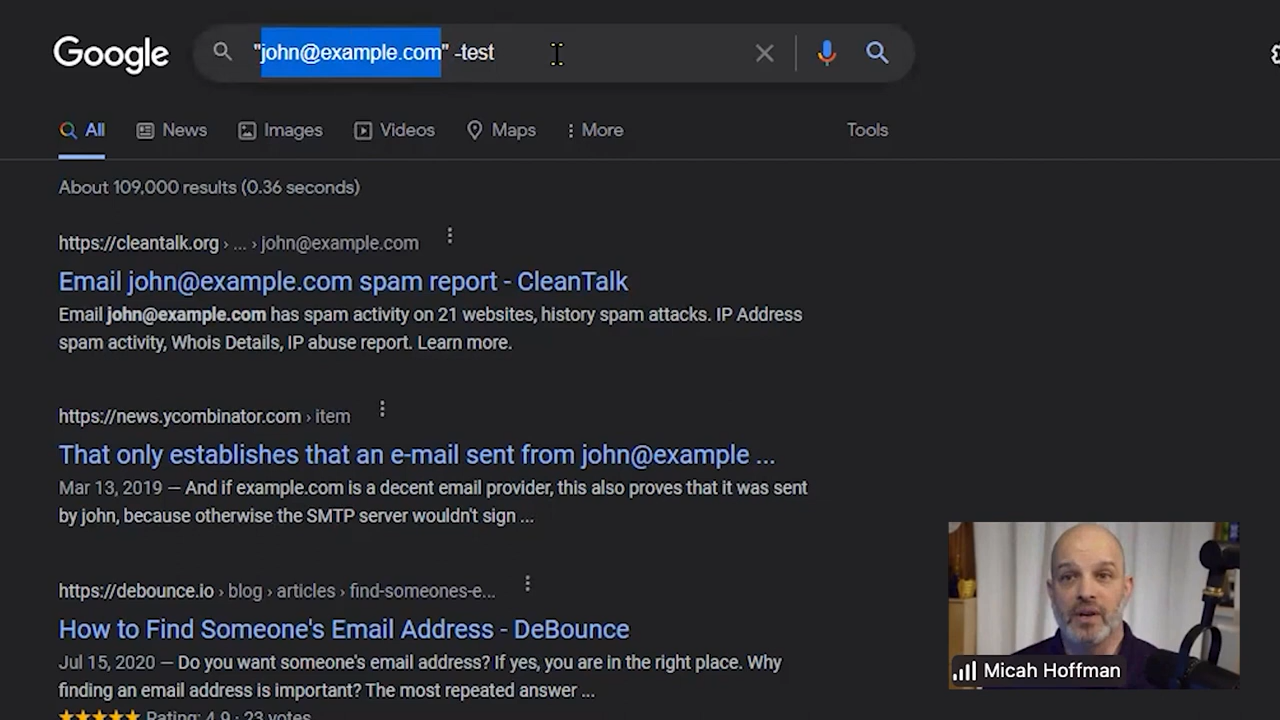 Google
"john@example.com" -test
All
News
Images
Videos
Maps
More
Tools
About 109,000 results (0.36 seconds)
https://cleantalk.org › ... › john@example.com
Email john@example.com spam report - CleanTalk
Email john@example.com has spam activity on 21 websites, history spam attacks. IP Address
spam activity, Whois Details, IP abuse report. Learn more.
https://news.ycombinator.com › item
That only establishes that an e-mail sent from john@example ...
Mar 13, 2019 — And if example.com is a decent email provider, this also proves that it was sent
by john, because otherwise the SMTP server wouldn't sign ...
https://debounce.io › blog › articles › find-someones-e...
How to Find Someone's Email Address - DeBounce
Jul 15, 2020 — Do you want someone's email address? If yes, you are in the right place. Why
finding an email address is important? The most repeated answer ...
Rating: 4.9 · 23 votes
Micah Hoffman